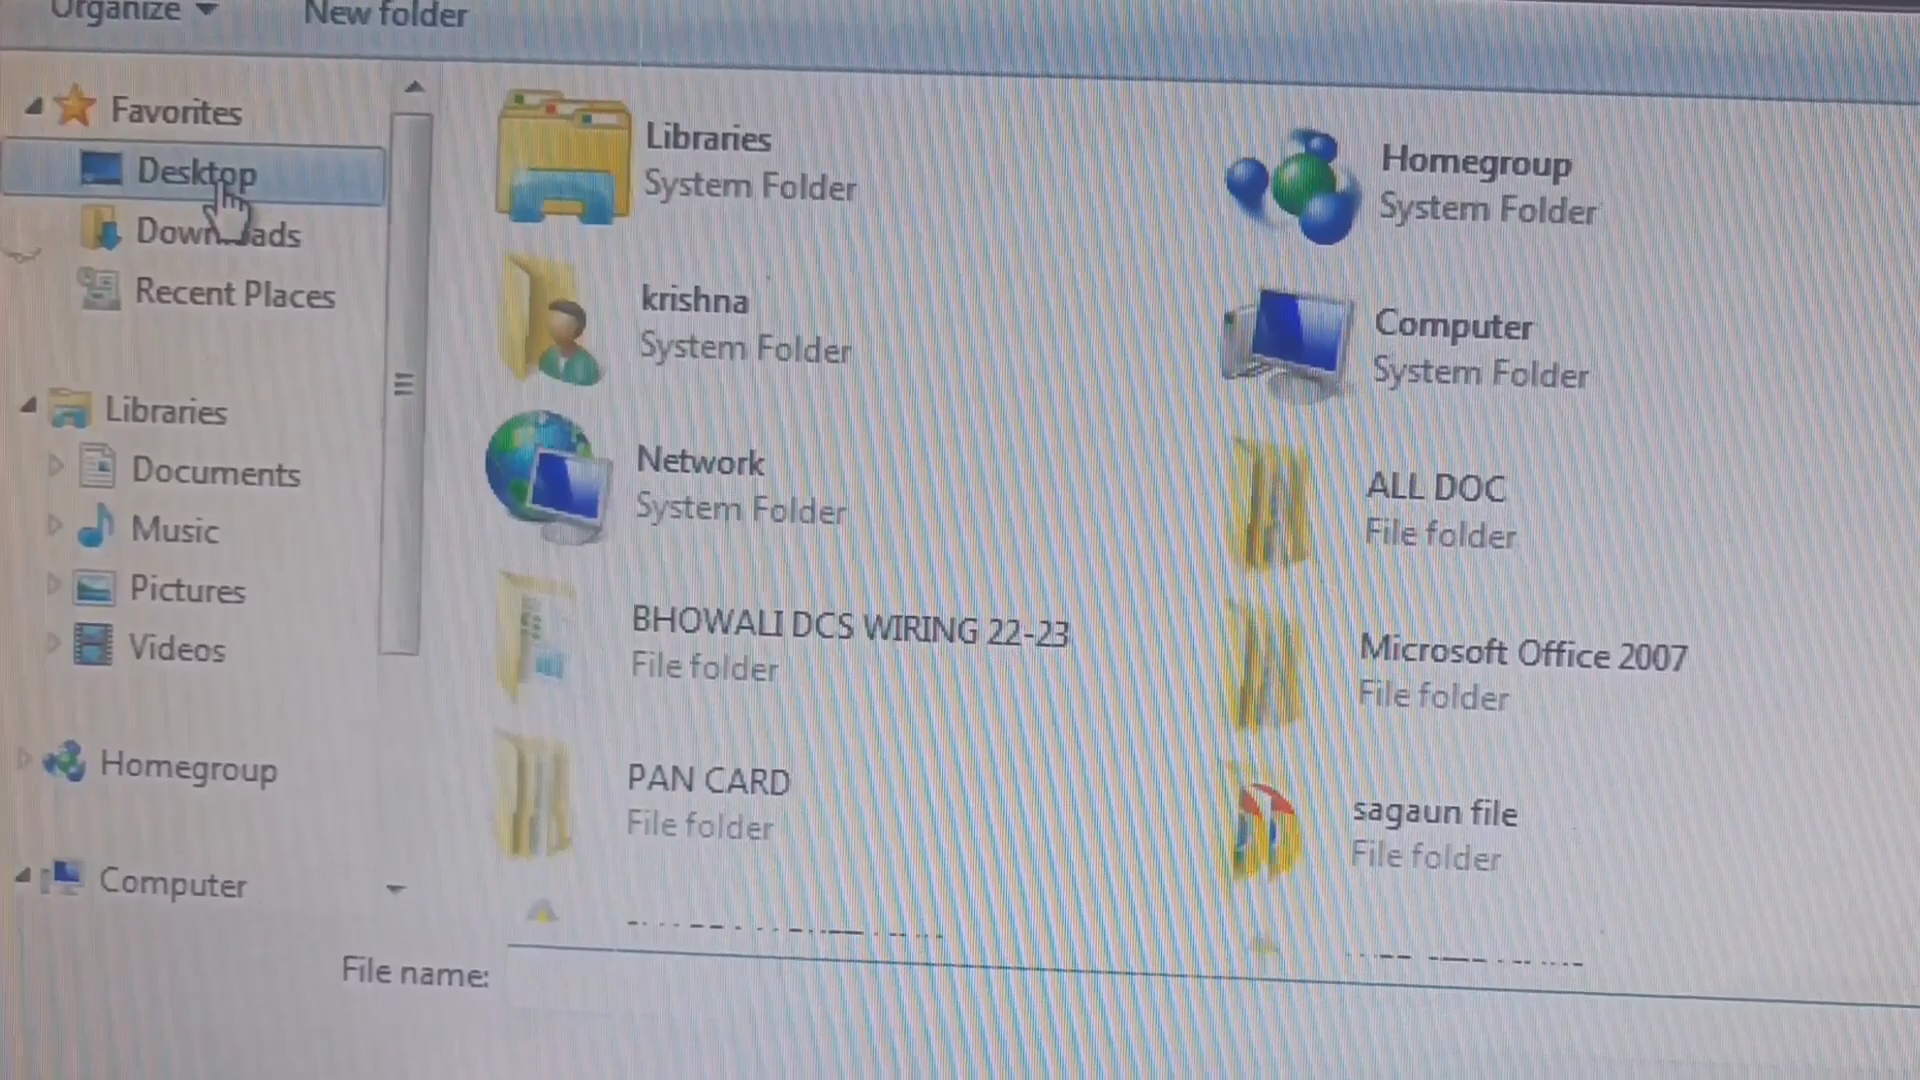 Organize
New folder
Favorites
Desktop
Downloads
Recent Places
Libraries
Documents
Music
Pictures
Videos
Homegroup
Computer
Libraries
System Folder
Homegroup
System Folder
krishna
System Folder
Computer
System Folder
Network
System Folder
ALL DOC
File folder
BHOWALI DCS WIRING 22-23
File folder
Microsoft Office 2007
File folder
PAN CARD
File folder
sagaun file
File folder
File name: